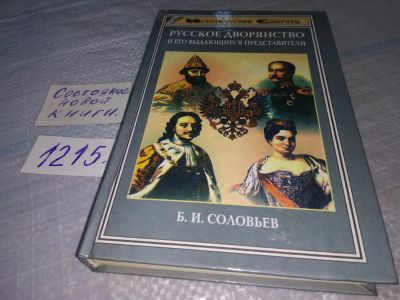 Исторические Силуэты
РУССКОЕ ДВОРЯНСТВО
И ЕГО ВЫДАЮЩИЕСЯ ПРЕДСТАВИТЕЛИ
Б. И. СОЛОВЬЕВ
Состояние
новой
книги.
1215.